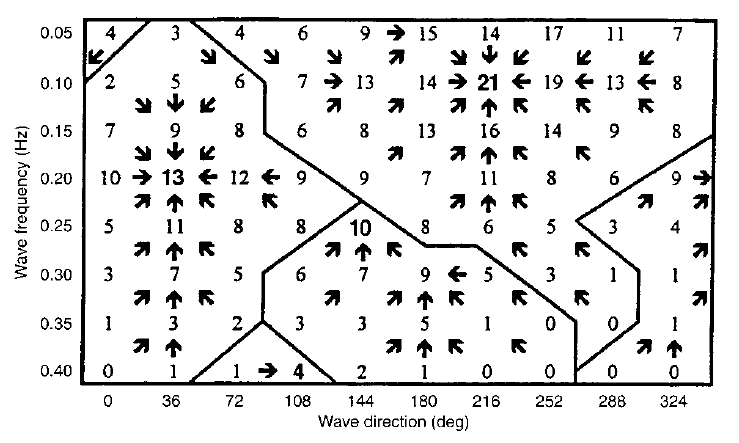 0.05 4 3 4 6 9 15 14 17 11 7
0.10 2 5 6 7 13 14 21 19 13 8
0.15 7 9 8 6 8 13 16 14 9 8
0.20 10 13 12 9 9 7 11 8 6 9
0.25 5 11 8 8 10 8 6 5 3 4
0.30 3 7 5 6 7 9 5 3 1 1
0.35 1 3 2 3 3 5 1 0 0 1
0.40 0 1 1 4 2 1 0 0 0 0
0 36 72 108 144 180 216 252 288 324
Wave direction (deg)
Wave frequency (Hz)